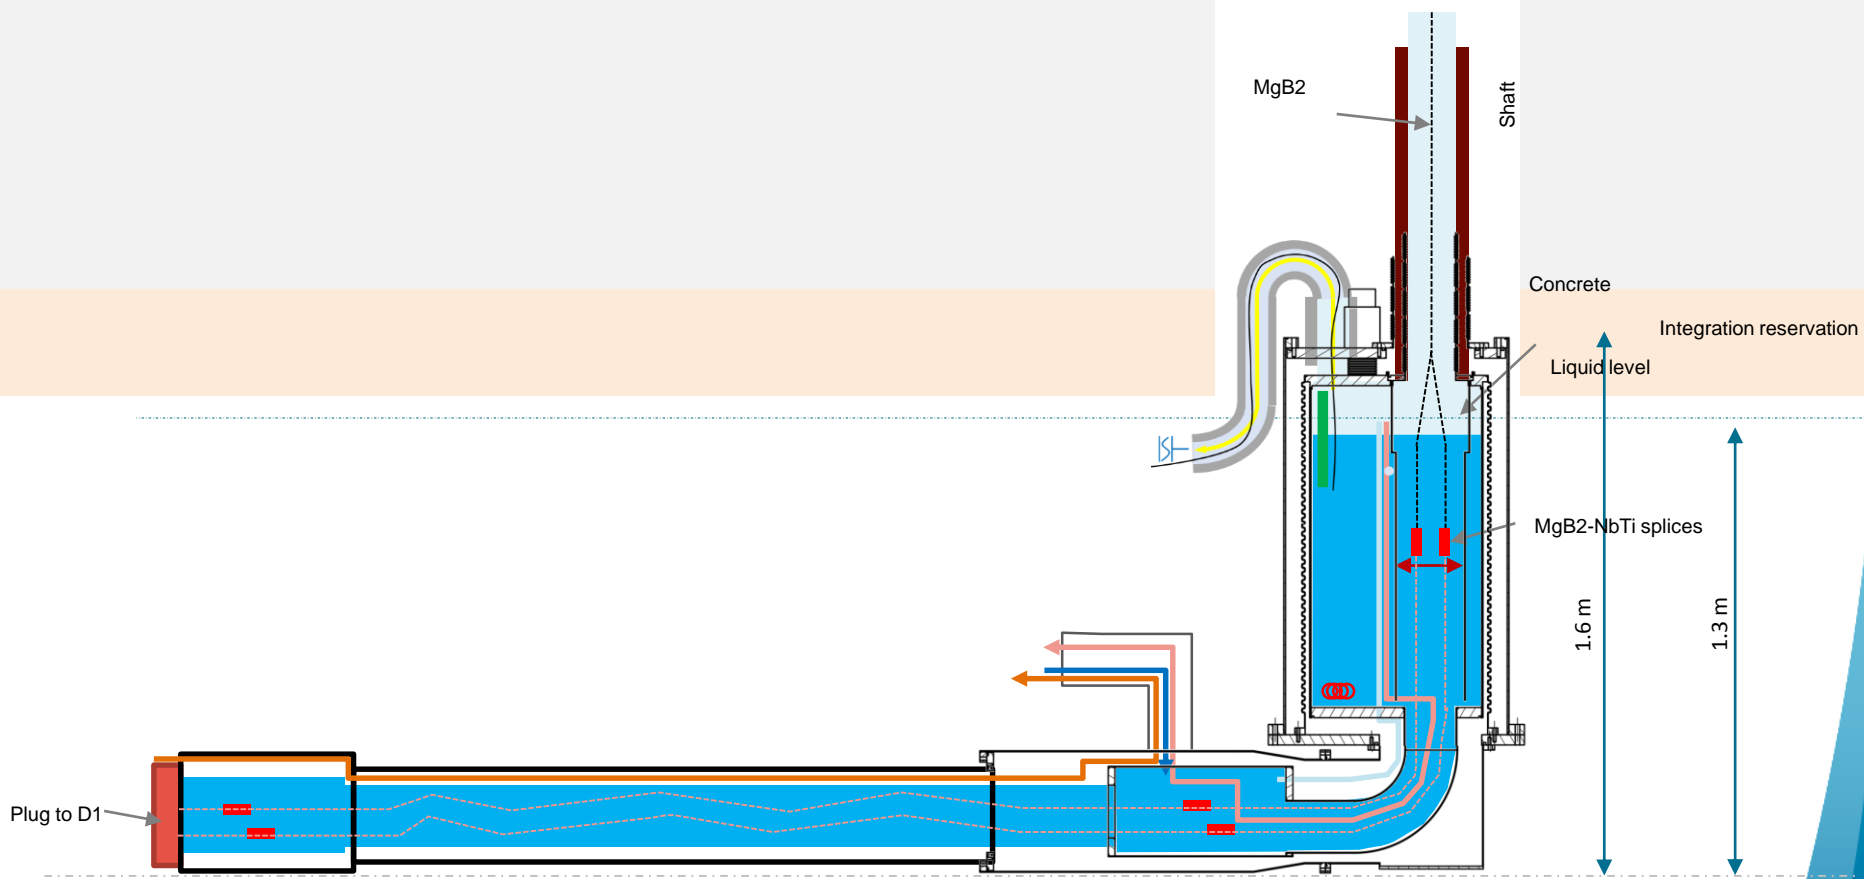 MgB2
Shaft
Concrete
Integration reservation
Liquid level
MgB2-NbTi splices
1.6 m
1.3 m
Plug to D1